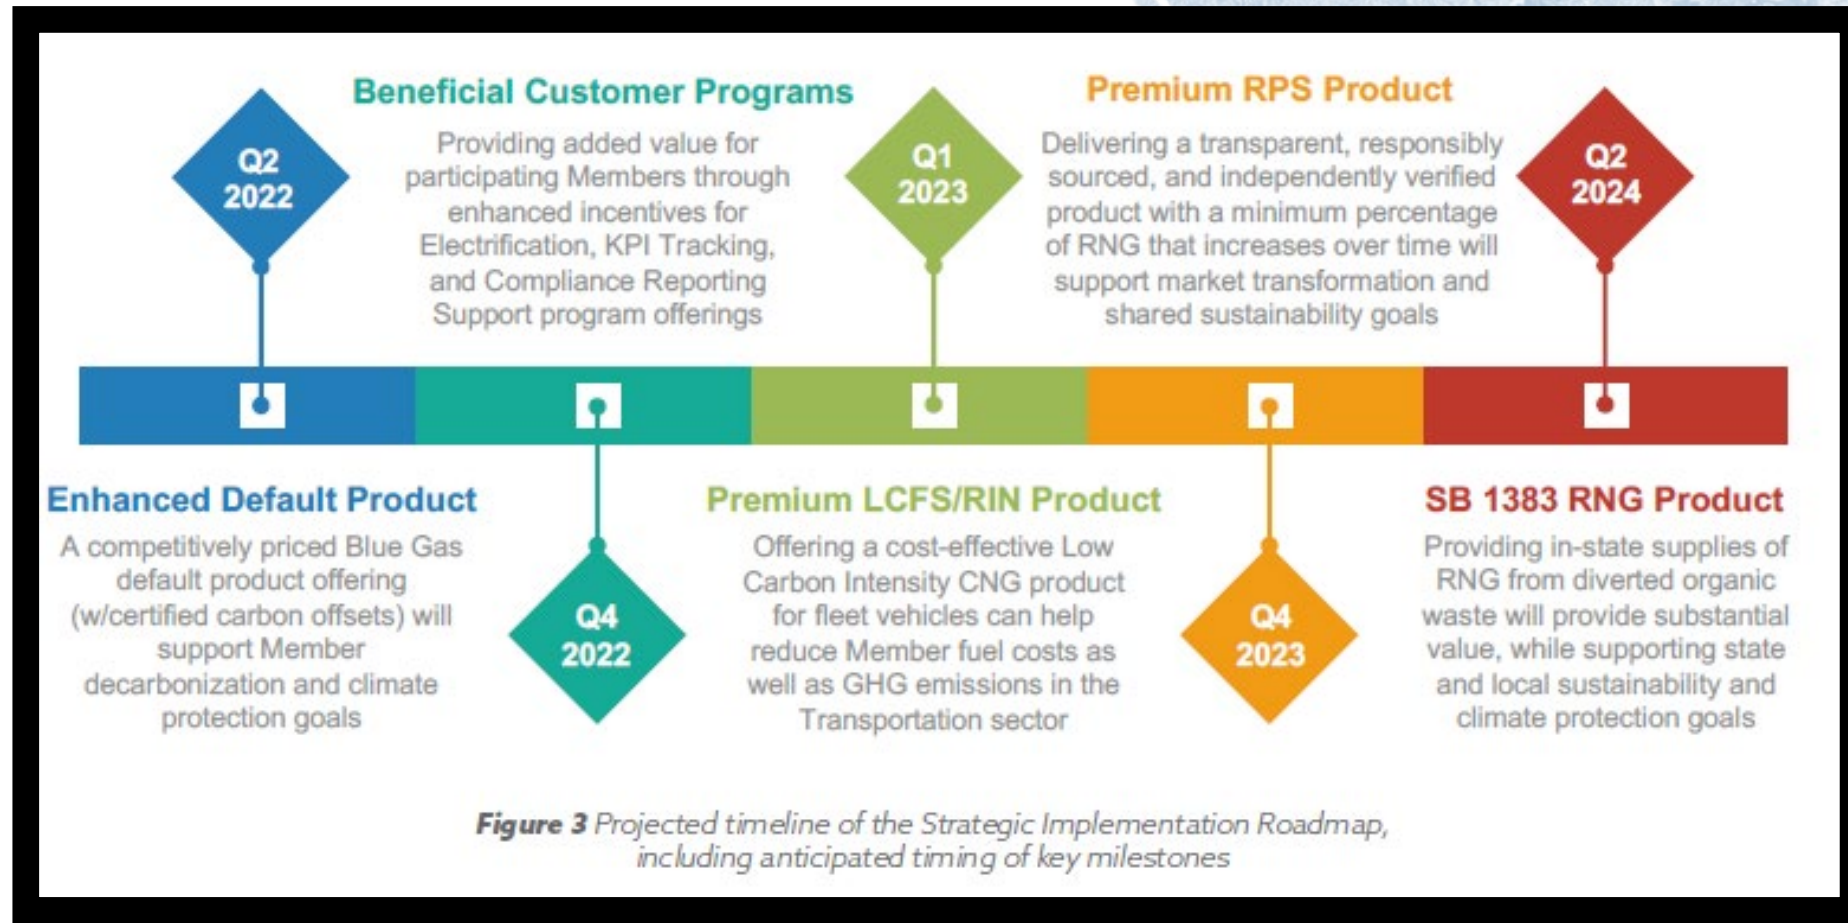 Q2
2022
Enhanced Default Product
A competitively priced Blue Gas
default product offering
(w/certified carbon offsets) will
support Member
decarbonization and climate
protection goals
Beneficial Customer Programs
Providing added value for
participating Members through
enhanced incentives for
Electrification, KPI Tracking,
and Compliance Reporting
Support program offerings
Q4
2022
Q1
2023
Premium LCFS/RIN Product
Offering a cost-effective Low
Carbon Intensity CNG product
for fleet vehicles can help
reduce Member fuel costs as
well as GHG emissions in the
Transportation sector
Premium RPS Product
Delivering a transparent, responsibly
sourced, and independently verified
product with a minimum percentage
of RNG that increases over time will
support market transformation and
shared sustainability goals
Q4
2023
Q2
2024
SB 1383 RNG Product
Providing in-state supplies of
RNG from diverted organic
waste will provide substantial
value, while supporting state
and local sustainability and
climate protection goals
Figure 3 Projected timeline of the Strategic Implementation Roadmap,
including anticipated timing of key milestones